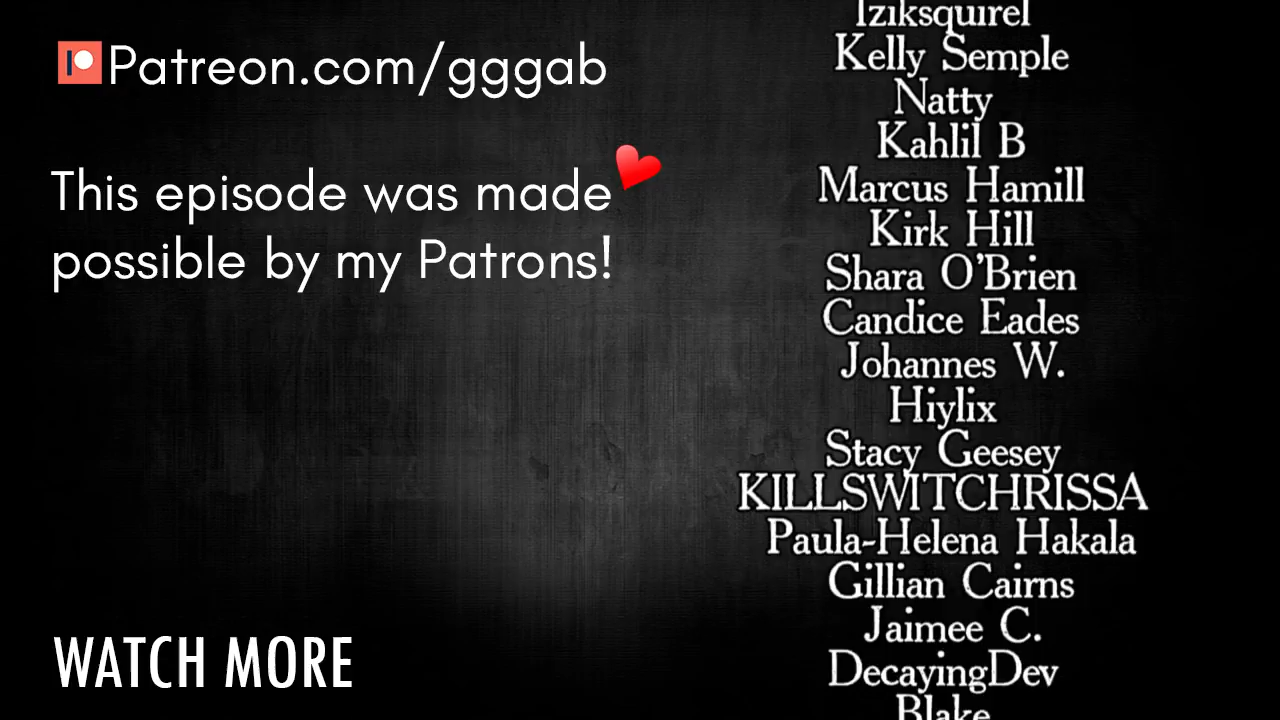 Patreon.com/gggab
This episode was made
possible by my Patrons!
WATCH MORE
Iziksquirel
Kelly Semple
Natty
Kahlil B
Marcus Hamill
Kirk Hill
Shara O'Brien
Candice Eades
Johannes W.
Hiylix
Stacy Geesey
KILLSWITCHRISSA
Paula-Helena Hakala
Gillian Cairns
Jaimee C.
DecayingDev
Blake